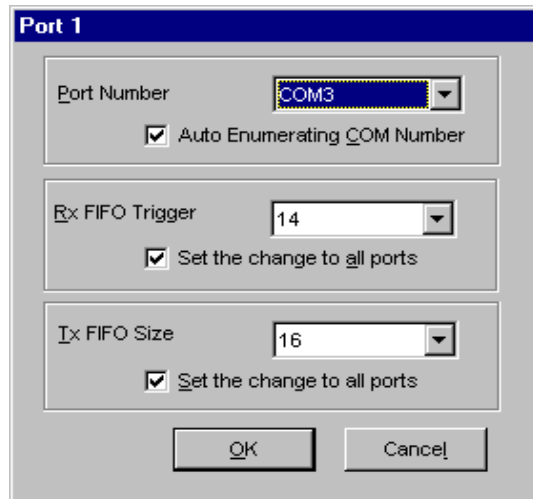 Port 1
Port Number COM3
Auto Enumerating COM Number
Rx FIFO Trigger 14
Set the change to all ports
Tx FIFO Size 16
Set the change to all ports
OK Cancel